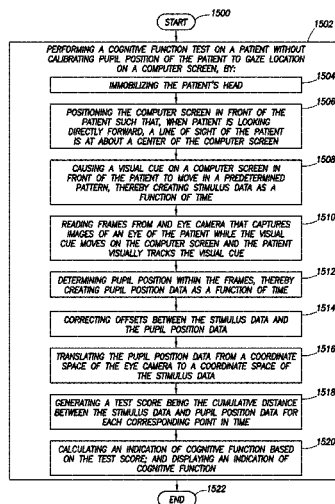 START
1500
1502
PERFORMING A COGNITIVE FUNCTION TEST ON A PATIENT WITHOUT
CALIBRATING PUPIL POSITION OF THE PATIENT TO GAZE LOCATION
ON A COMPUTER SCREEN, BY:
1504
IMMOBILIZING THE PATIENT'S HEAD
1506
POSITIONING THE COMPUTER SCREEN IN FRONT OF THE
PATIENT SUCH THAT, WHEN PATIENT IS LOOKING
DIRECTLY FORWARD, A LINE OF SIGHT OF THE PATIENT
IS AT ABOUT A CENTER OF THE COMPUTER SCREEN
1508
CAUSING A VISUAL CUE ON A COMPUTER SCREEN IN
FRONT OF THE PATIENT TO MOVE IN A PREDETERMINED
PATTERN, THEREBY CREATING STIMULUS DATA AS A
FUNCTION OF TIME
1510
READING FRAMES FROM AND EYE CAMERA THAT CAPTURES
IMAGES OF AN EYE OF THE PATIENT WHILE THE VISUAL
CUE MOVES ON THE COMPUTER SCREEN AND THE PATIENT
VISUALLY TRACKS THE VISUAL CUE
1512
DETERMINING PUPIL POSITION WITHIN THE FRAMES, THEREBY
CREATING PUPIL POSITION DATA AS A FUNCTION OF TIME
1514
CORRECTING OFFSETS BETWEEN THE STIMULUS DATA AND
THE PUPIL POSITION DATA
1516
TRANSLATING THE PUPIL POSITION DATA FROM A COORDINATE
SPACE OF THE EYE CAMERA TO A COORDINATE SPACE OF
THE STIMULUS DATA
1518
GENERATING A TEST SCORE BEING THE CUMULATIVE DISTANCE
BETWEEN THE STIMULUS DATA AND PUPIL POSITION DATA FOR
EACH CORRESPONDING POINT IN TIME
1520
CALCULATING AN INDICATION OF COGNITIVE FUNCTION BASED
ON THE TEST SCORE; AND DISPLAYING AN INDICATION OF
COGNITIVE FUNCTION
1522
END